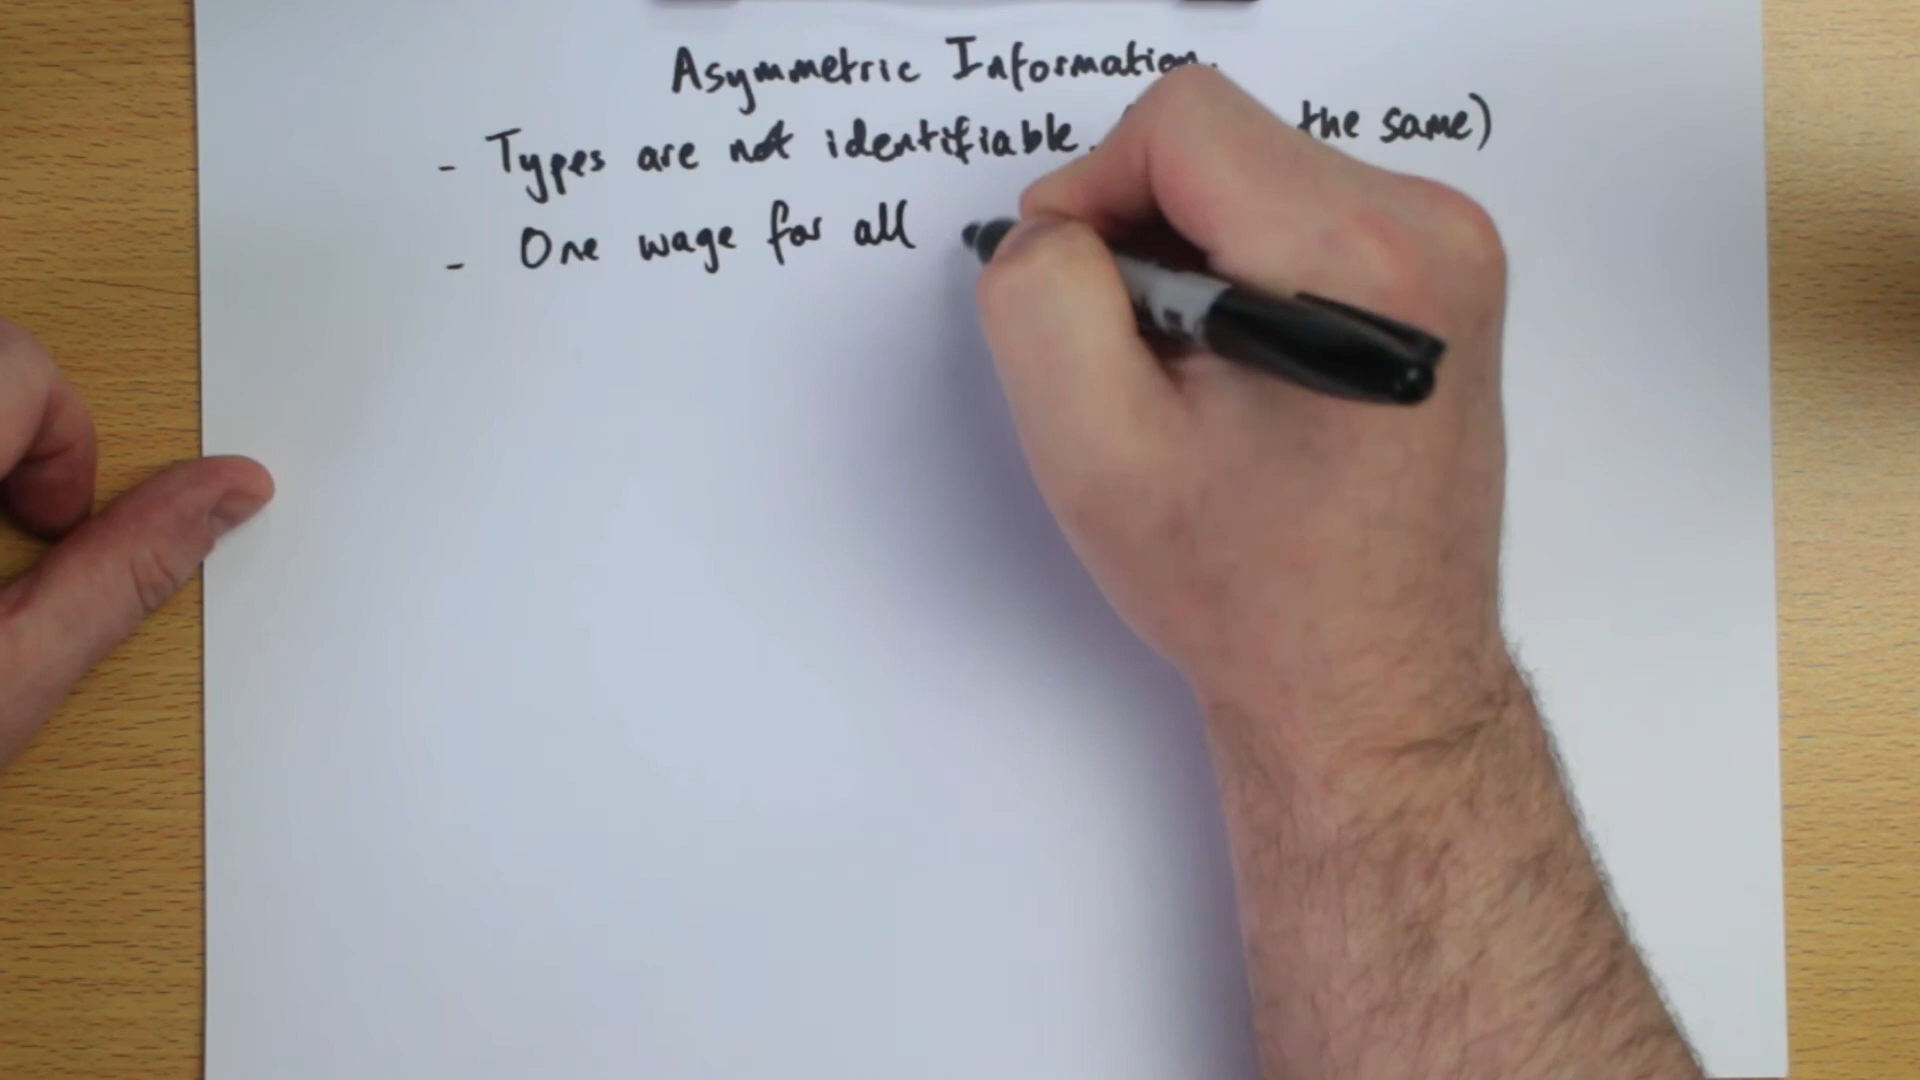 Asymmetric Information.
- Types are not identifiable. the same)
- One wage for all